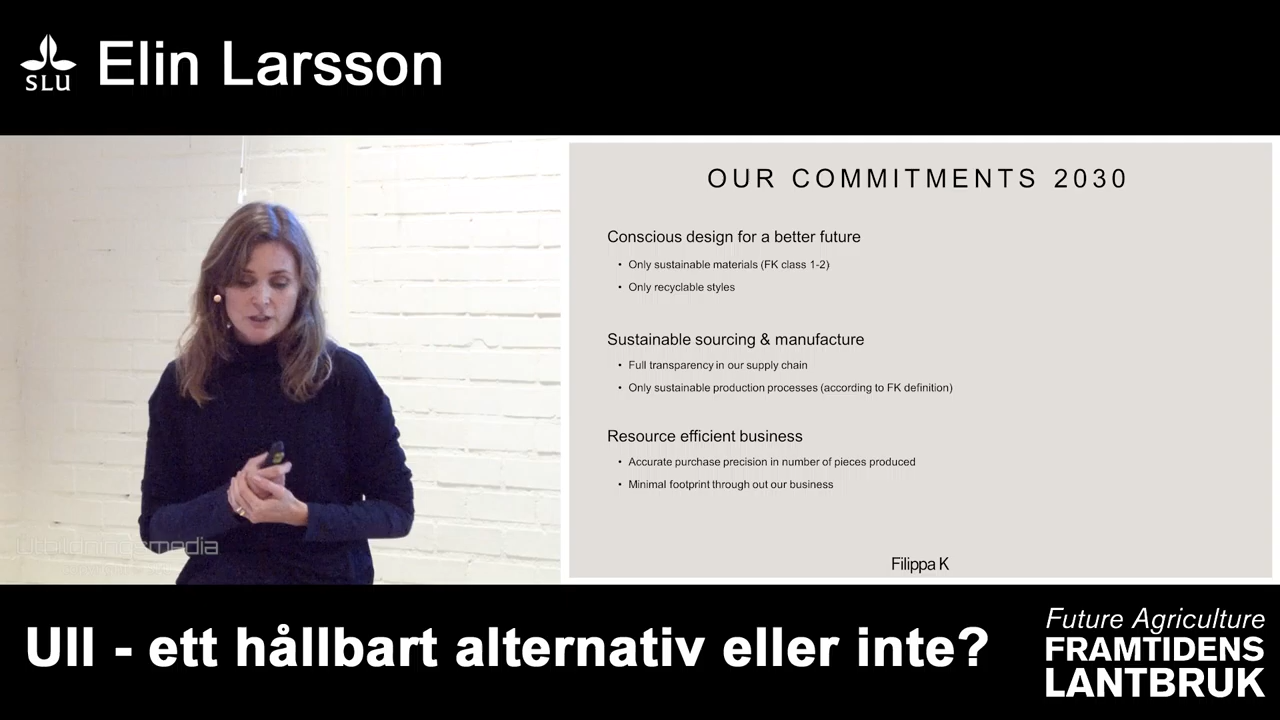 SLU
Elin Larsson
OUR COMMITMENTS 2030
Conscious design for a better future
• Only sustainable materials (FK class 1-2)
• Only recyclable styles
Sustainable sourcing & manufacture
• Full transparency in our supply chain
• Only sustainable production processes (according to FK definition)
Resource efficient business
• Accurate purchase precision in number of pieces produced
• Minimal footprint through out our business
Filippa K
utbildningsmedia
Ull - ett hållbart alternativ eller inte?
Future Agriculture
FRAMTIDENS
LANTBRUK